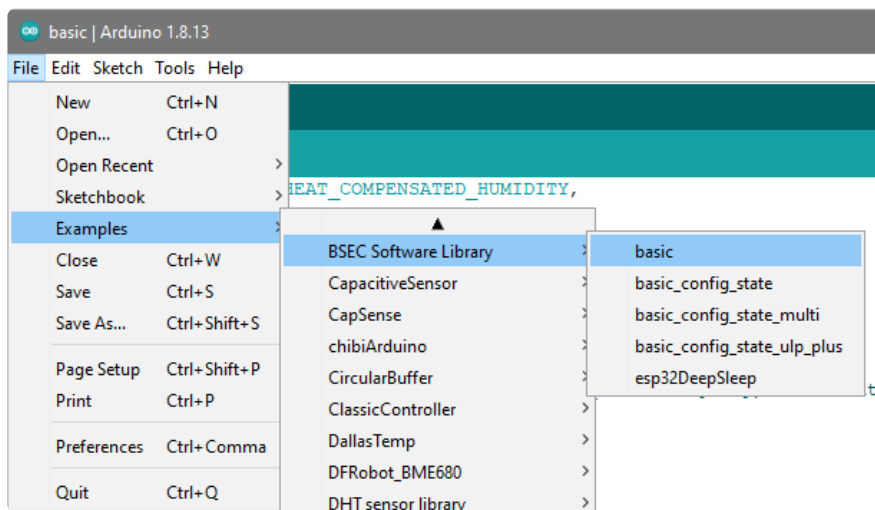 basic | Arduino 1.8.13
File Edit Sketch Tools Help
New Ctrl+N
Open... Ctrl+O
Open Recent
Sketchbook
Examples
Close Ctrl+W
Save Ctrl+S
Save As... Ctrl+Shift+S
Page Setup Ctrl+Shift+P
Print Ctrl+P
Preferences Ctrl+Comma
Quit Ctrl+Q
HEAT_COMPENSATED_HUMIDITY,
BSEC Software Library
CapacitiveSensor
CapSense
chibiArduino
CircularBuffer
ClassicController
DallasTemp
DFRobot_BME680
DHT sensor library
basic
basic_config_state
basic_config_state_multi
basic_config_state_ulp_plus
esp32DeepSleep